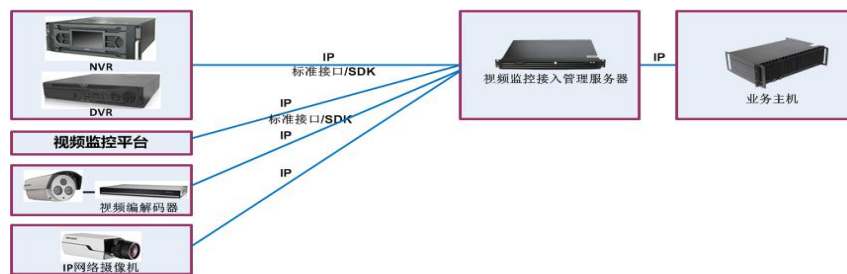 NVR
DVR
IP
标准接口/SDK
视频监控接入管理服务器
IP
业务主机
IP
标准接口/SDK
视频监控平台
IP
视频编解码器
IP
IP网络摄像机